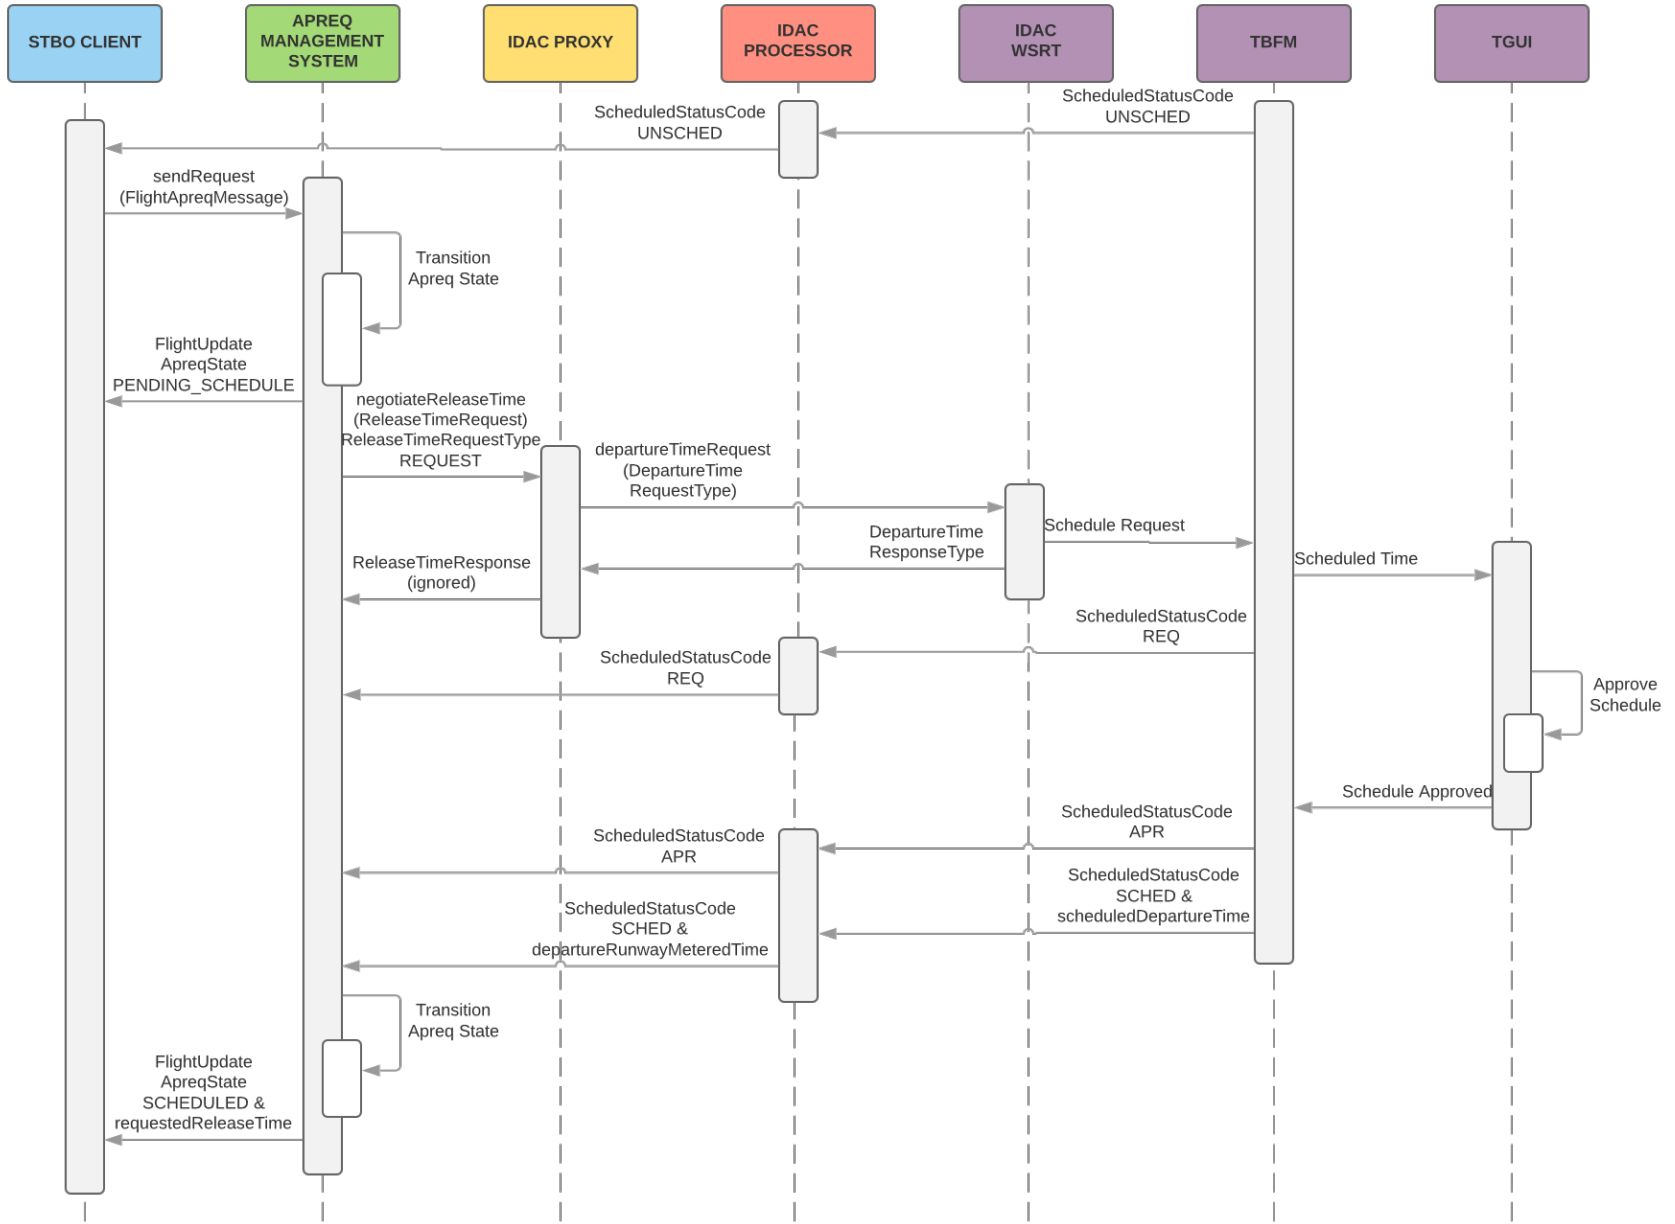 STBO CLIENT
APREQ
MANAGEMENT
SYSTEM
IDAC PROXY
IDAC
PROCESSOR
IDAC
WSRT
TBFM
TGUI
ScheduledStatusCode
UNSCHED
ScheduledStatusCode
UNSCHED
sendRequest
(FlightApreqMessage)
Transition
Apreq State
FlightUpdate
ApreqState
PENDING_SCHEDULE
negotiateReleaseTime
(ReleaseTimeRequest)
ReleaseTimeRequestType
REQUEST
departureTimeRequest
(DepartureTime
RequestType)
Schedule Request
DepartureTime
ResponseType
Scheduled Time
ReleaseTimeResponse
(ignored)
ScheduledStatusCode
REQ
ScheduledStatusCode
REQ
Approve
Schedule
Schedule Approved
ScheduledStatusCode
APR
ScheduledStatusCode
APR
ScheduledStatusCode
SCHED &
scheduledDepartureTime
ScheduledStatusCode
SCHED &
departureRunwayMeteredTime
Transition
Apreq State
FlightUpdate
ApreqState
SCHEDULED &
requestedReleaseTime